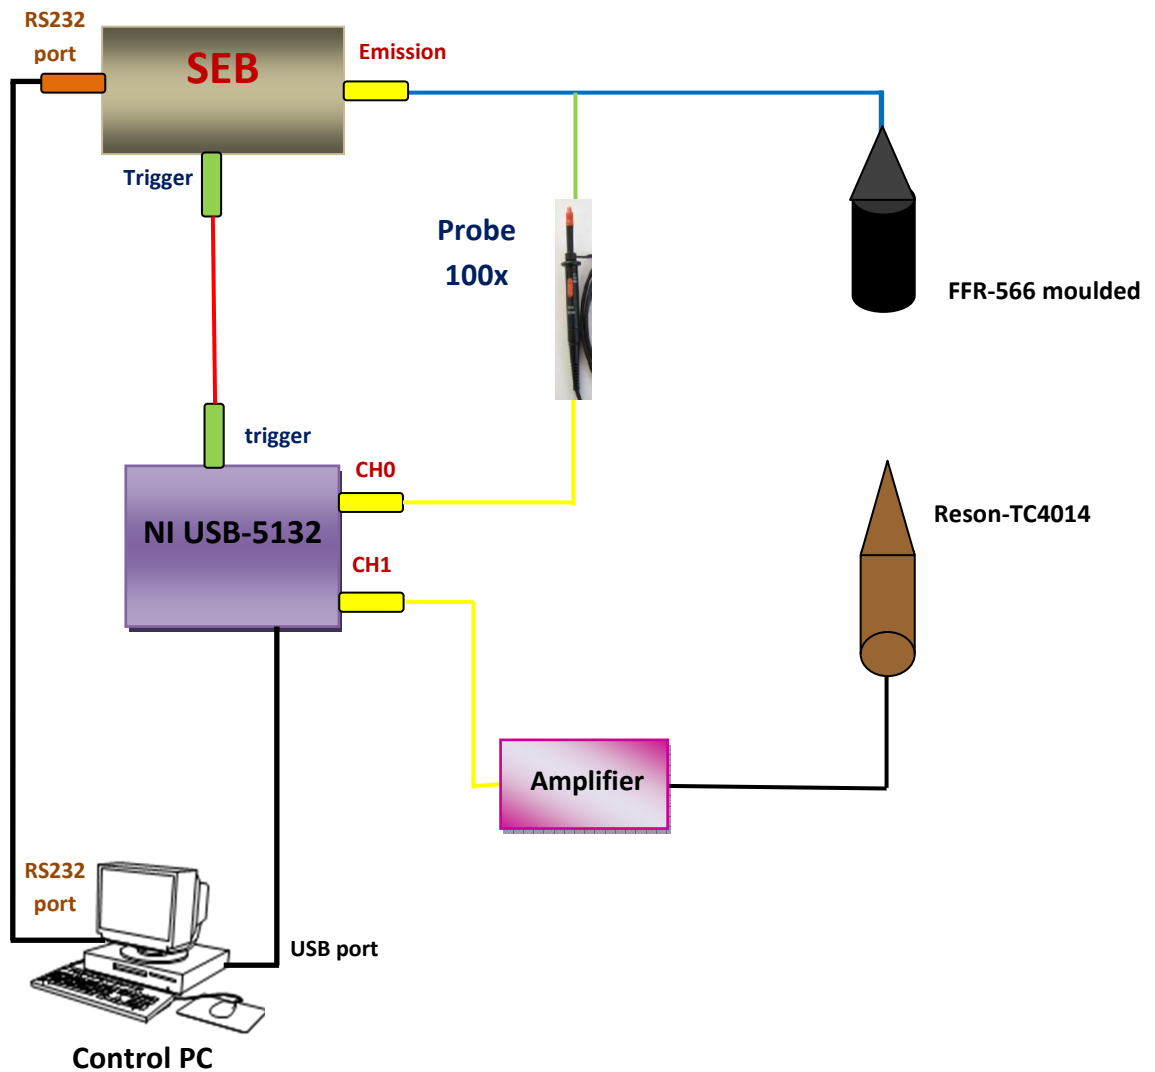 RS232
port
SEB
Emission
Trigger
Probe
100x
FFR-566 moulded
trigger
CH0
NI USB-5132
Reson-TC4014
CH1
Amplifier
RS232
port
USB port
Control PC